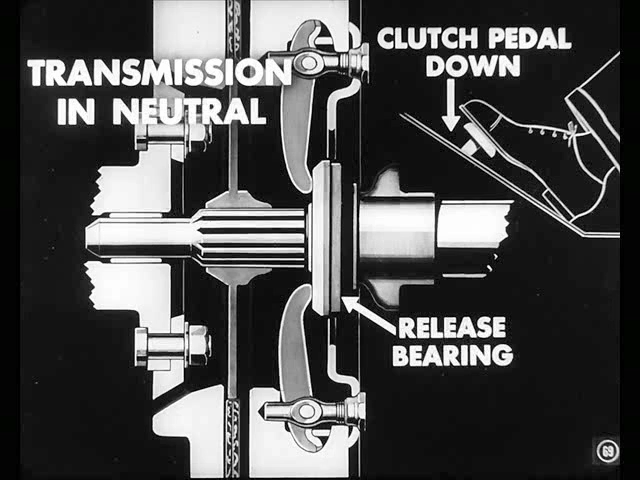 TRANSMISSION
IN NEUTRAL
CLUTCH PEDAL
DOWN
RELEASE
BEARING
69